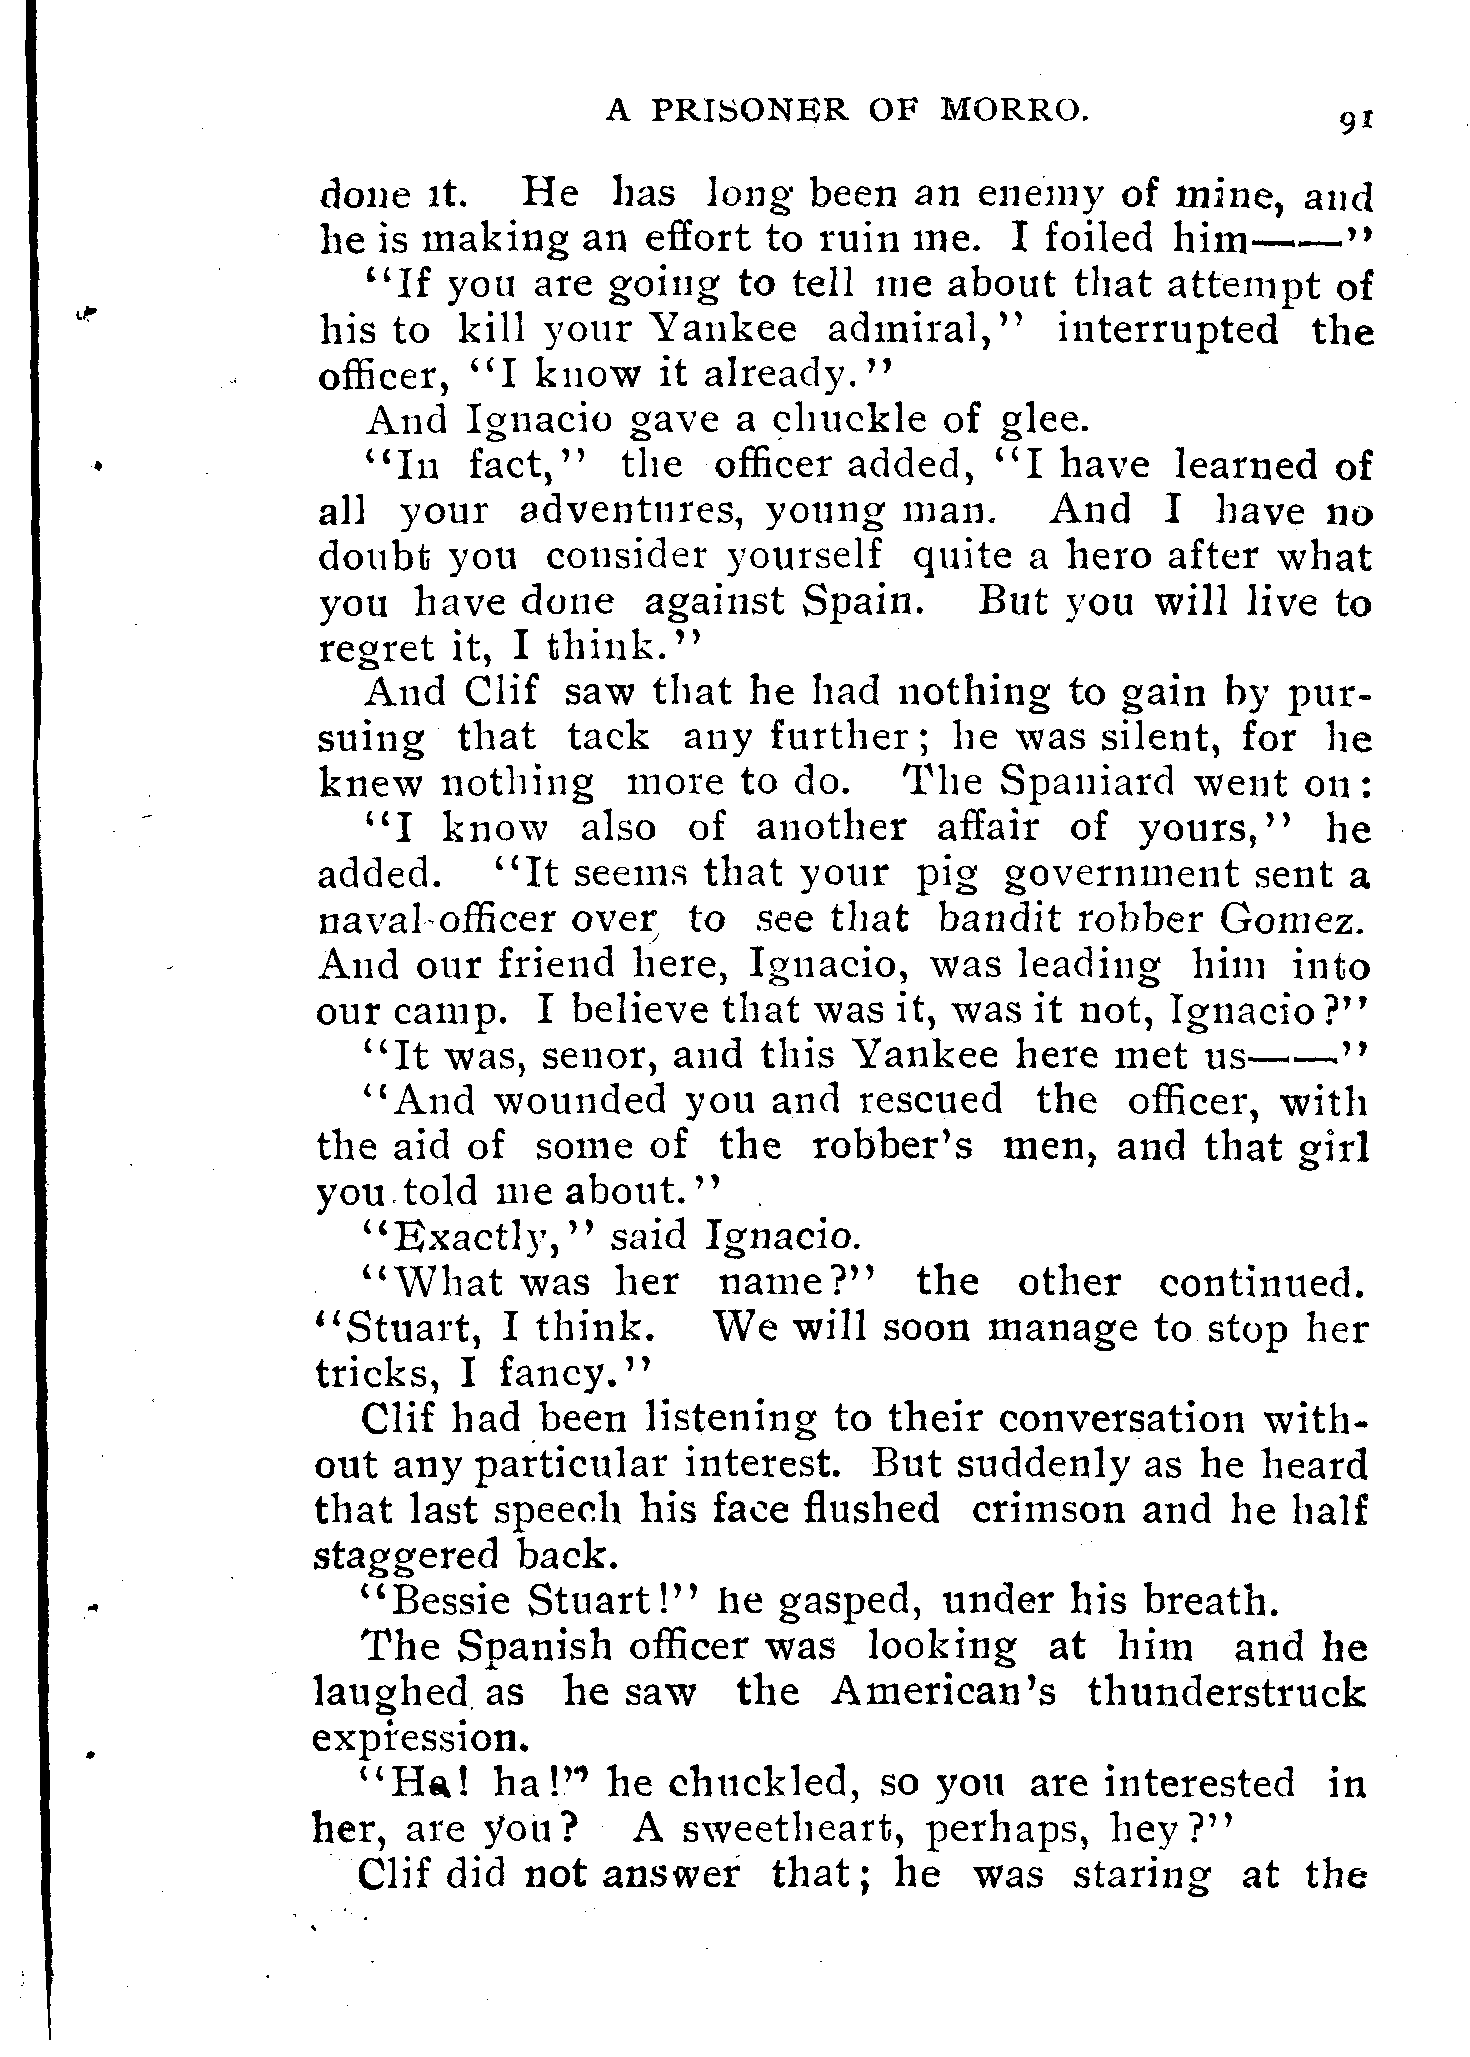 A PRISONER OF MORRO. 91
done it. He has long been an enemy of mine, and
he is making an effort to ruin me. I foiled him——"
"If you are going to tell me about that attempt of
his to kill your Yankee admiral," interrupted the
officer, "I know it already."
And Ignacio gave a chuckle of glee.
"In fact," the officer added, "I have learned of
all your adventures, young man. And I have no
doubt you consider yourself quite a hero after what
you have done against Spain. But you will live to
regret it, I think."
And Clif saw that he had nothing to gain by pur-
suing that tack any further; he was silent, for he
knew nothing more to do. The Spaniard went on:
"I know also of another affair of yours," he
added. "It seems that your pig government sent a
naval officer over to see that bandit robber Gomez.
And our friend here, Ignacio, was leading him into
our camp. I believe that was it, was it not, Ignacio?"
"It was, senor, and this Yankee here met us——"
"And wounded you and rescued the officer, with
the aid of some of the robber's men, and that girl
you told me about."
"Exactly," said Ignacio.
"What was her name?" the other continued.
"Stuart, I think. We will soon manage to stop her
tricks, I fancy."
Clif had been listening to their conversation with-
out any particular interest. But suddenly as he heard
that last speech his face flushed crimson and he half
staggered back.
"Bessie Stuart!" he gasped, under his breath.
The Spanish officer was looking at him and he
laughed as he saw the American's thunderstruck
expression.
"Ha! ha!" he chuckled, so you are interested in
her, are you? A sweetheart, perhaps, hey?"
Clif did not answer that; he was staring at the